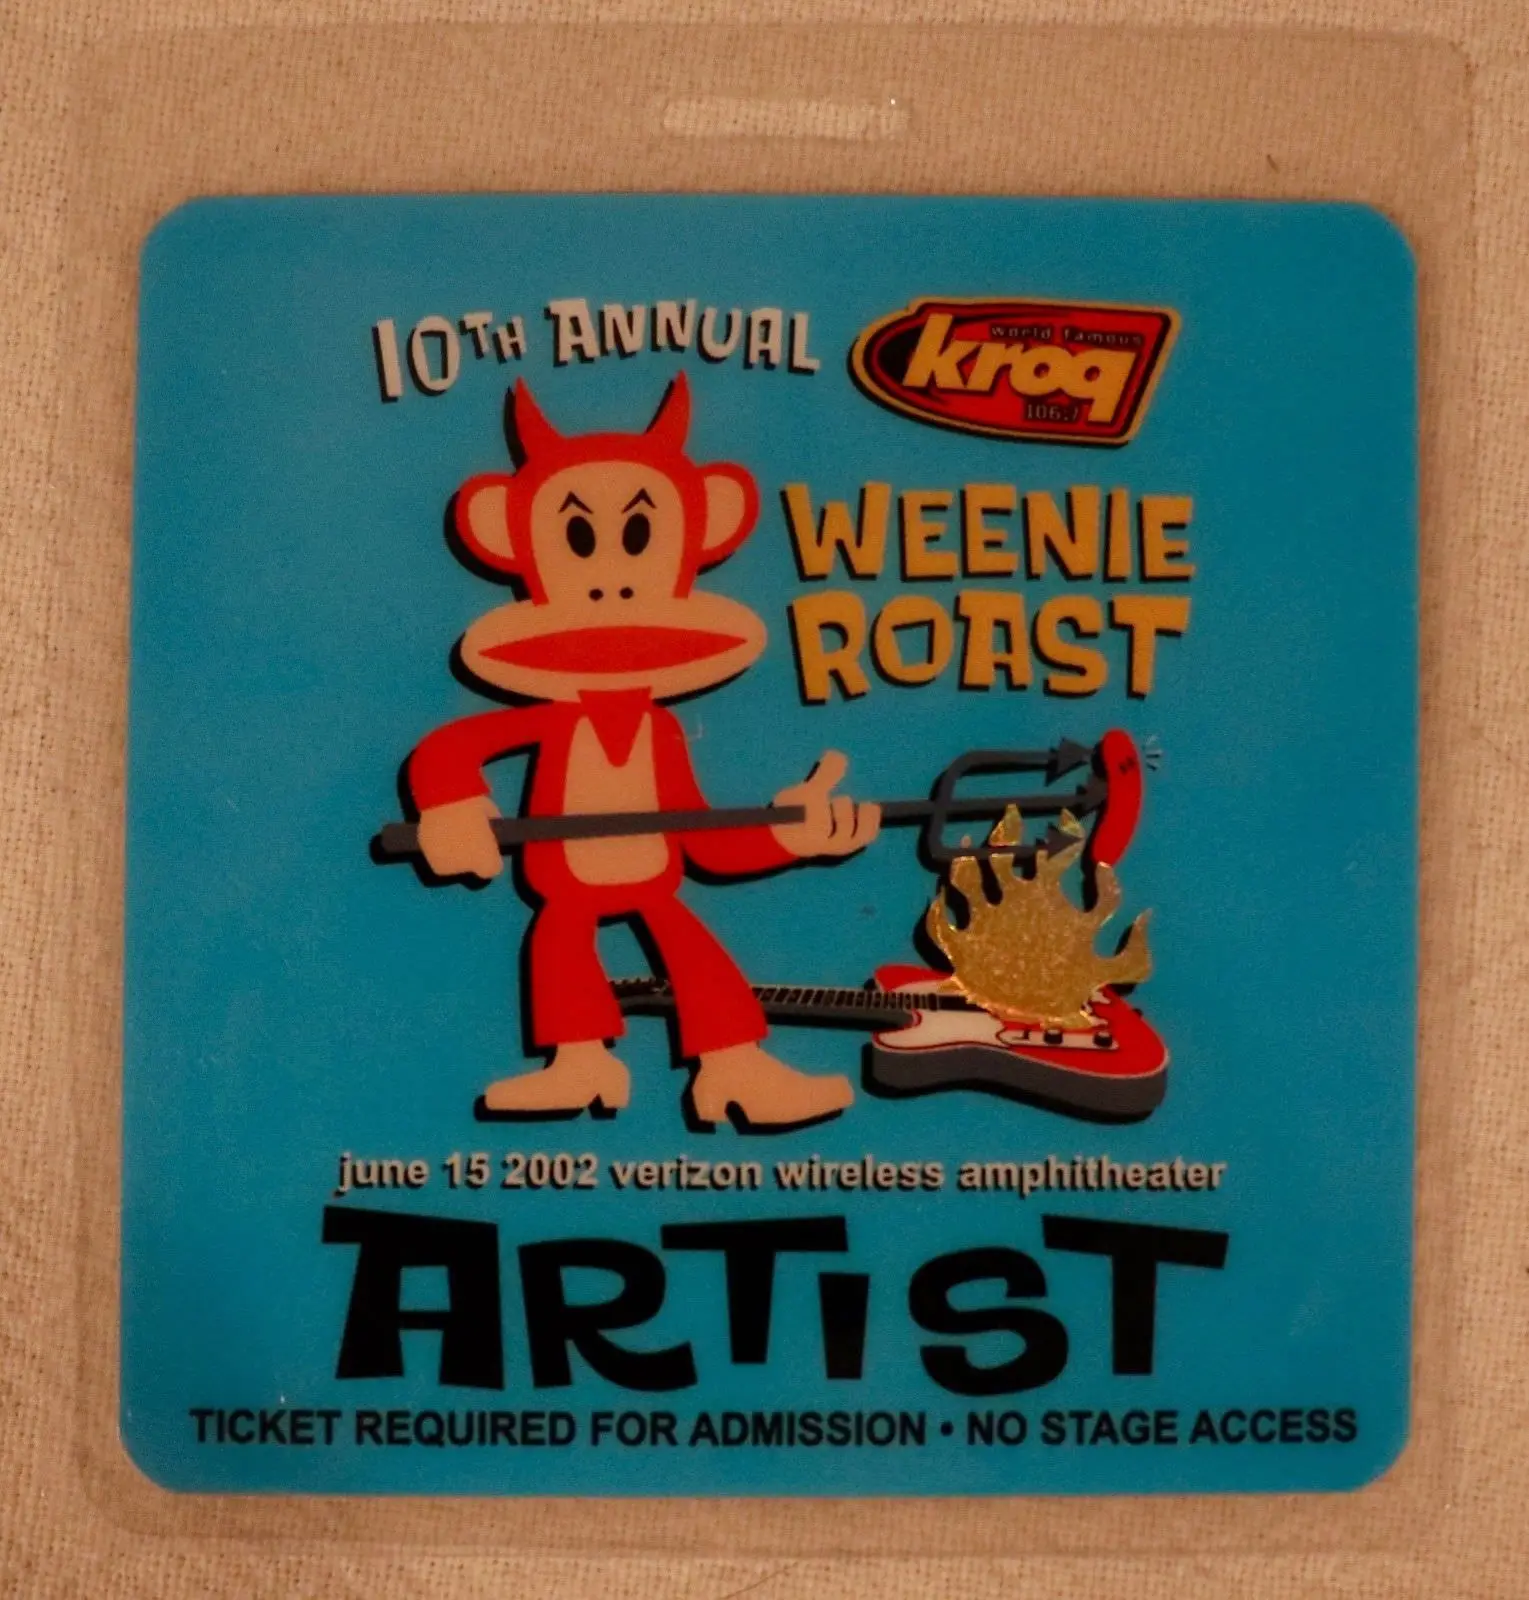 10TH ANNUAL
world famous
kroq
106.7
WEENIE
ROAST
june 15 2002 verizon wireless amphitheater
ARTIST
TICKET REQUIRED FOR ADMISSION • NO STAGE ACCESS